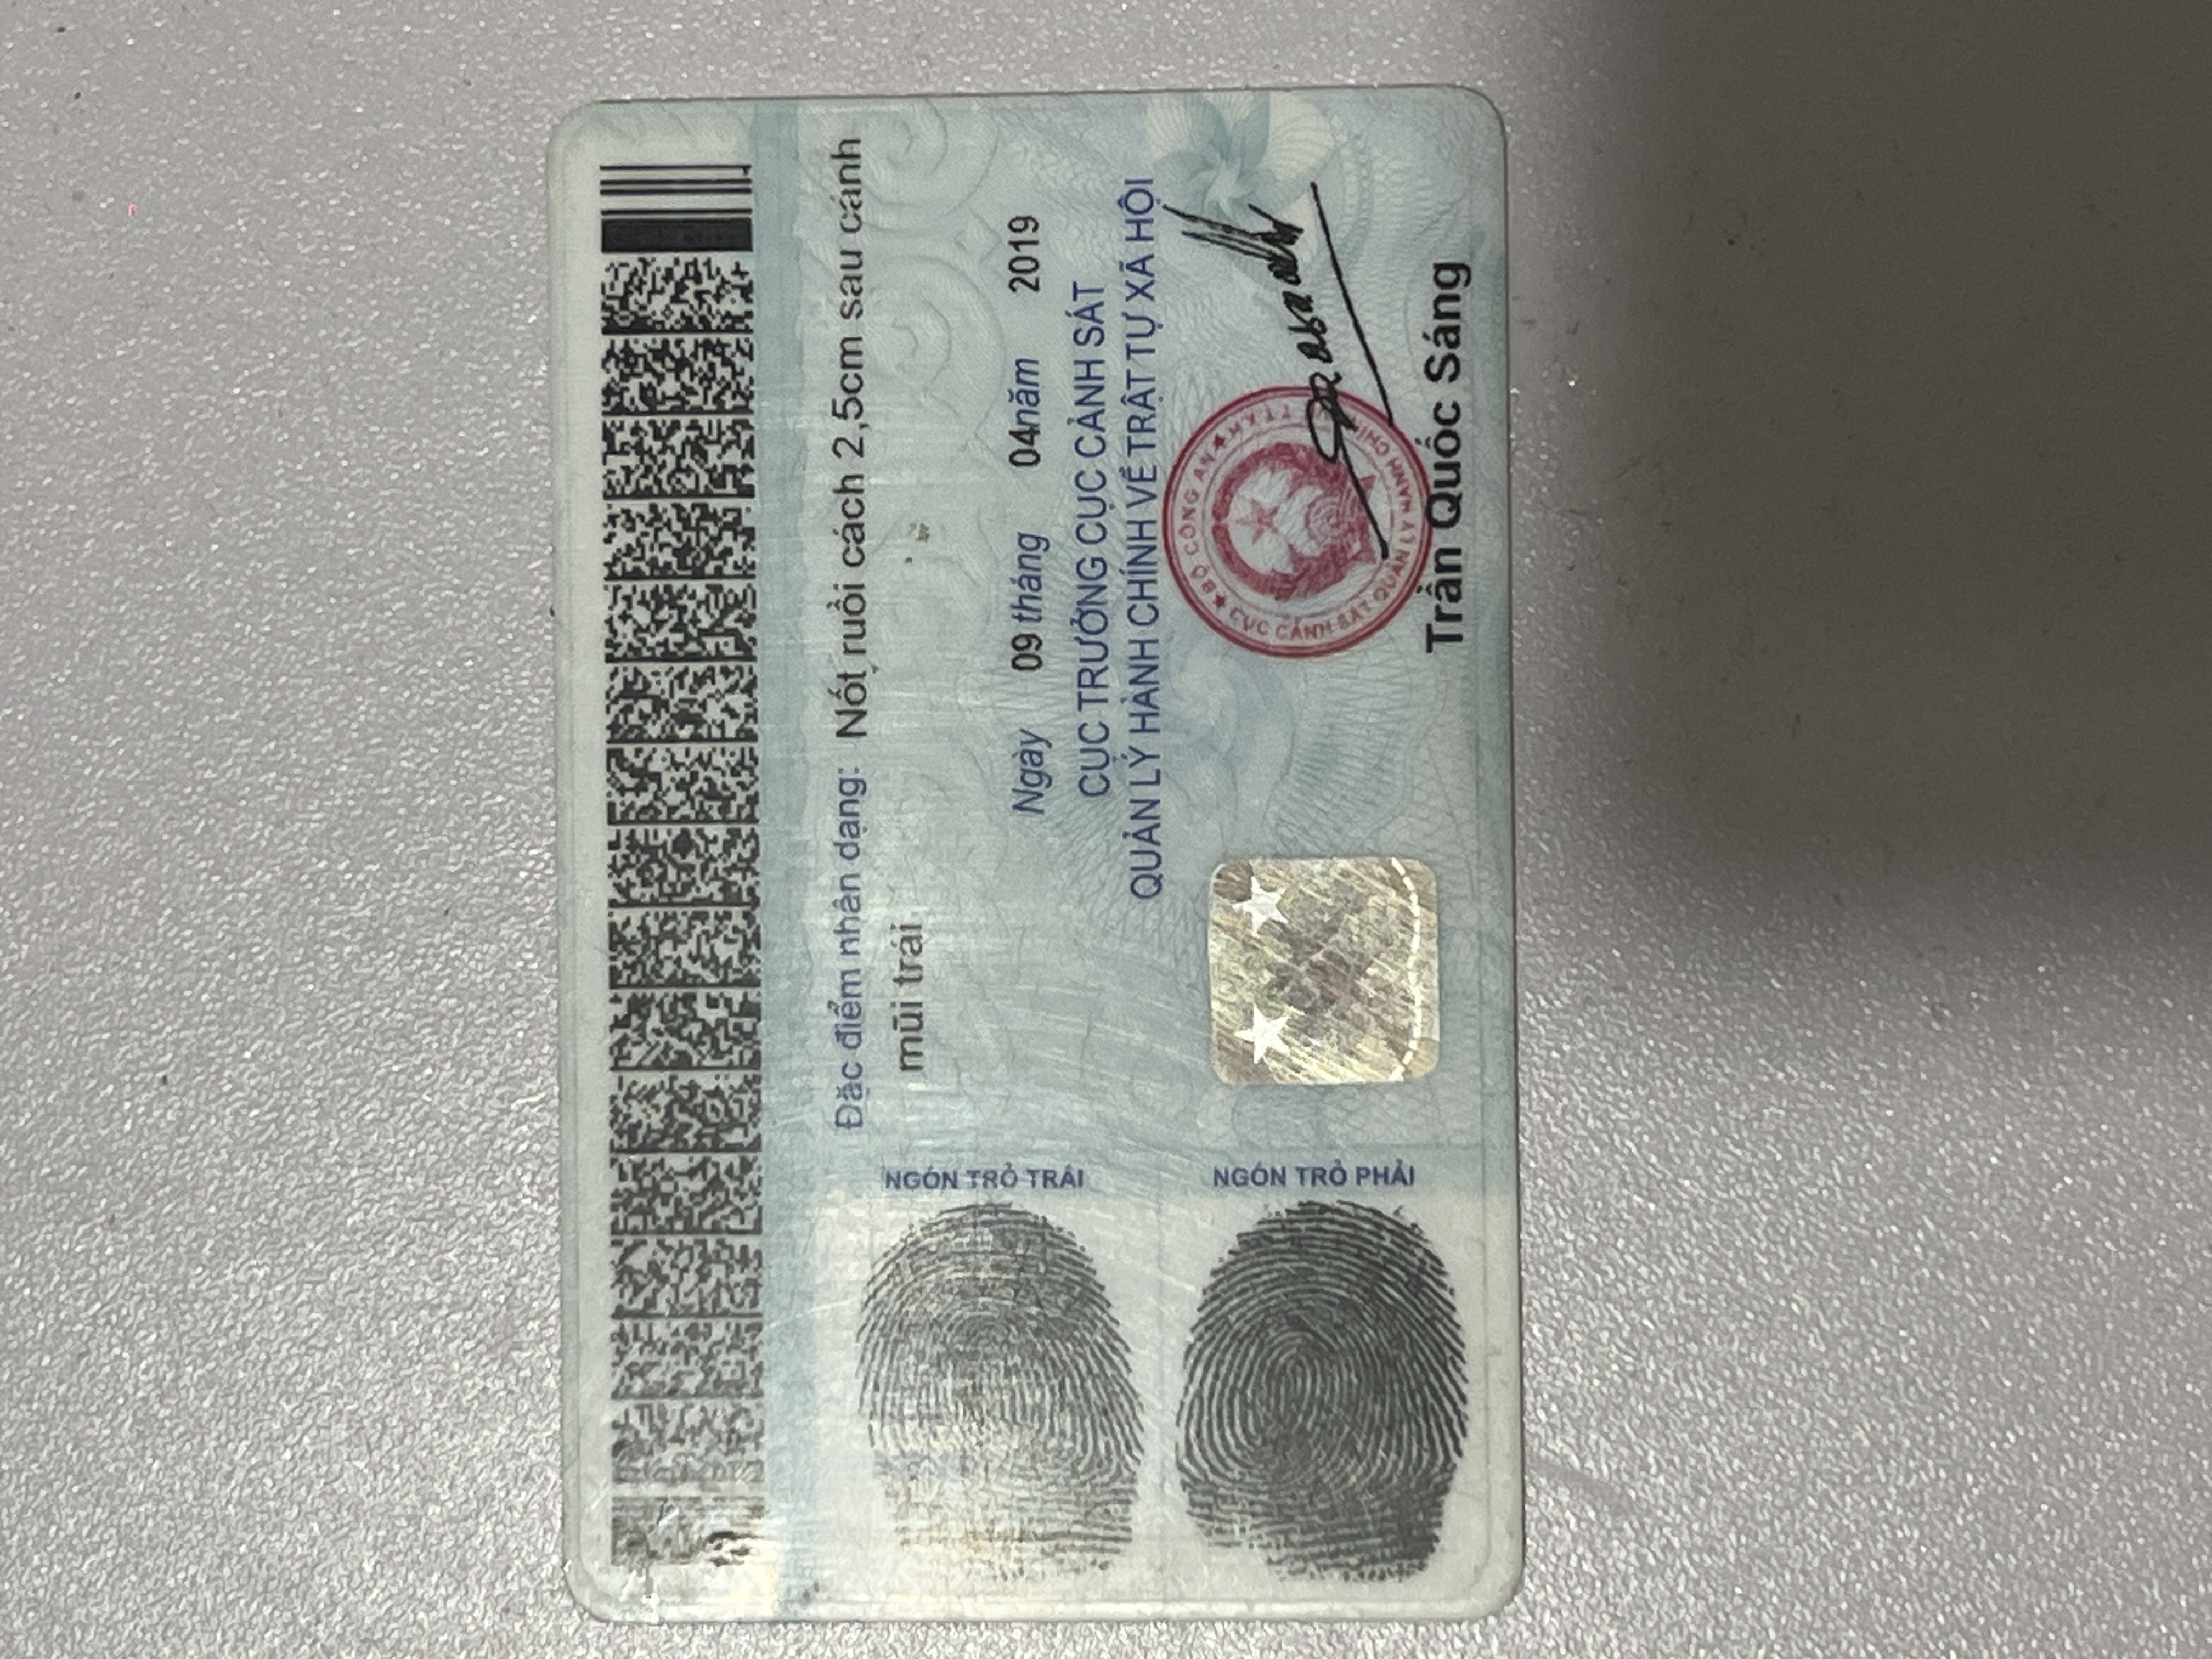 Đặc điểm nhân dạng: Nốt ruồi cách 2,5cm sau cánh
mũi trái
NGÓN TRỎ TRÁI
NGÓN TRỎ PHẢI
Ngày 09 tháng 04 năm 2019
CỤC TRƯỞNG CỤC CẢNH SÁT
QUẢN LÝ HÀNH CHÍNH VỀ TRẬT TỰ XÃ HỘI
BỘ CÔNG AN
CỤC CẢNH SÁT QUẢN LÝ HÀNH CHÍNH
Trần Quốc Sáng